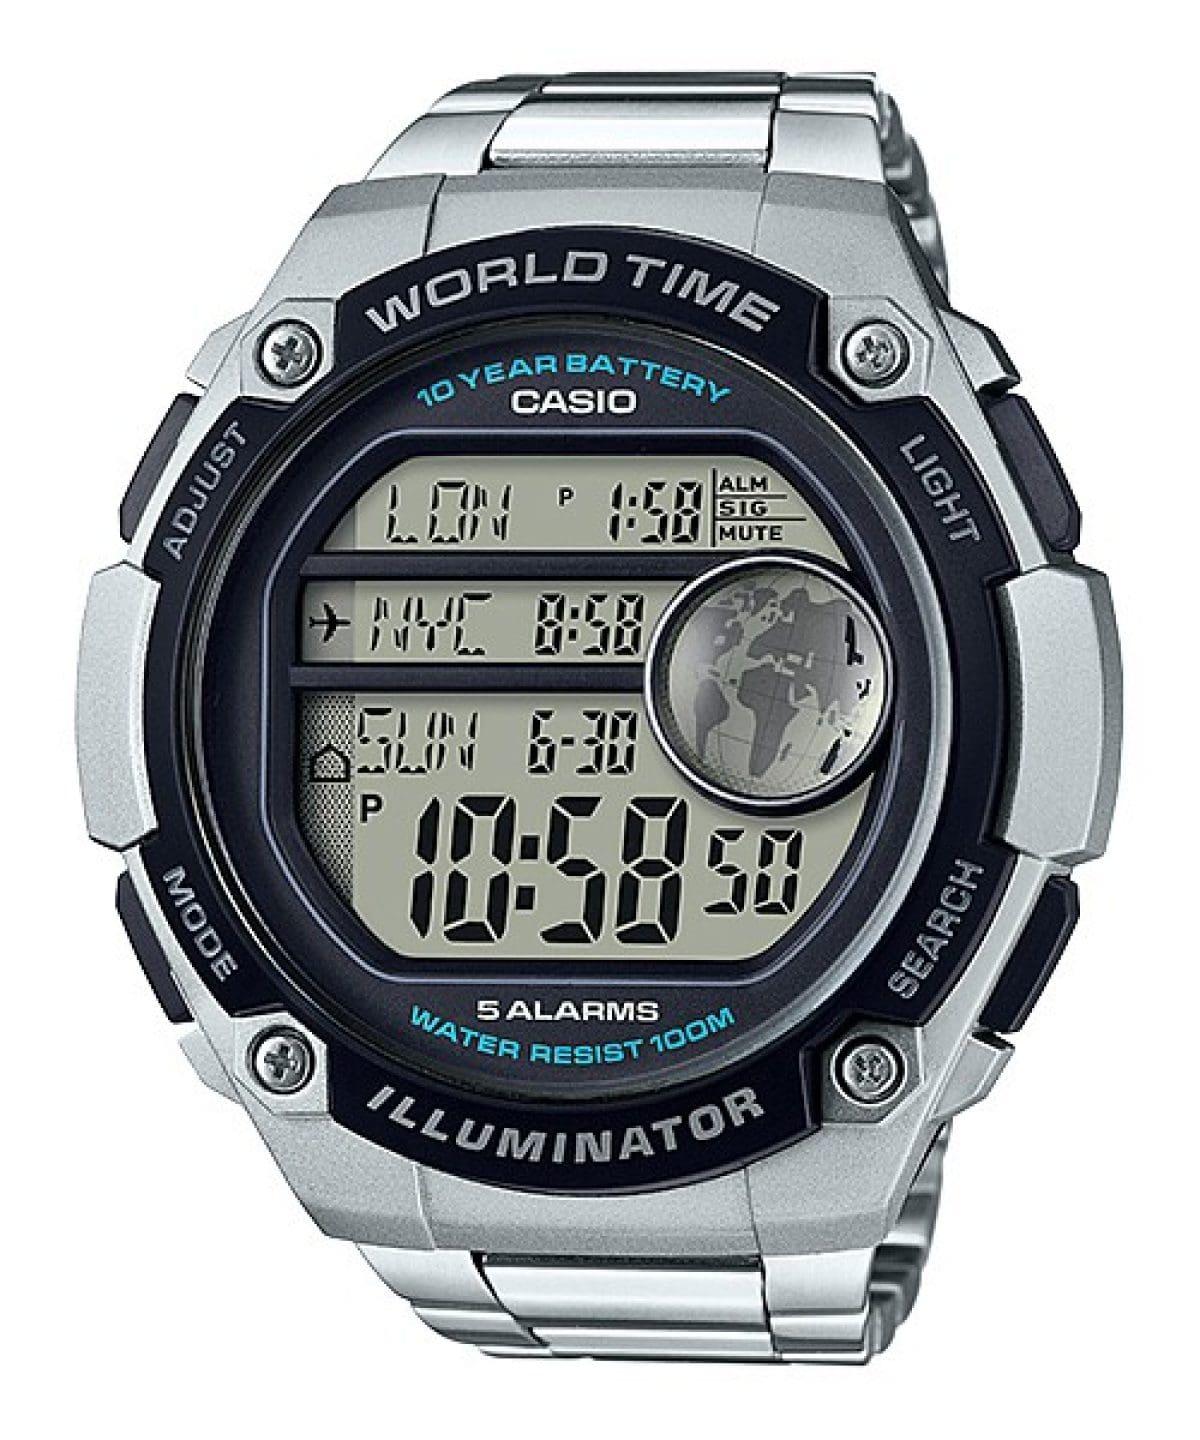 WORLD TIME
10 YEAR BATTERY
CASIO
ADJUST
LIGHT
LON P 1:58
ALM
SIG
MUTE
NYC 8:58
SUN 6-30
P 10:58 50
MODE
SEARCH
5 ALARMS
WATER RESIST 100M
ILLUMINATOR